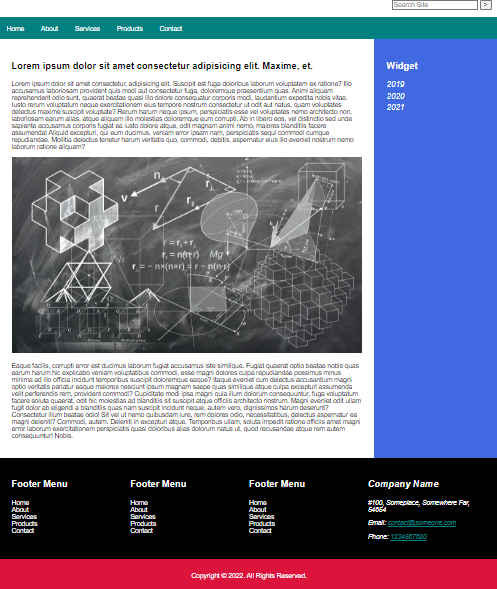 Search Site >
Home About Services Products Contact
Lorem ipsum dolor sit amet consectetur adipisicing elit. Maxime, et.
Lorem ipsum dolor sit amet consectetur, adipisicing elit. Suscipit est fuga doloribus laborum voluptatem ex ratione? Illo
accusamus laboriosam provident quis modi aut consectetur fuga, doloremque praesentium quas. Animi aliquam
reprehenderit odio sunt, quaerat beatae quasi illo dolore consequatur corporis modi, laudantium expedita nobis vitae.
Iusto rerum voluptatum neque exercitationem eius tempore nostrum consectetur ut odit aut natus, quam voluptates
delectus maxime suscipit voluptate? Rerum harum neque ipsum, perspiciatis esse vel voluptates nemo architecto non,
laboriosam earum alias, atque aliquam illo molestias doloremque eum corrupti. Ab in libero eos, vel distinctio sed unde
sapiente accusamus corporis fugiat ea iusto dolore atque, odit magnam animi nemo, maiores blanditiis facere
assumenda! Aliquid excepturi, qui eum ducimus, veniam error ipsam nam, perspiciatis sequi commodi cumque
repudiandae. Mollitia delectus tenetur harum veritatis quo, commodi, debitis, aspernatur eius illo eveniet nostrum nemo
laborum ratione aliquam?
Widget
2019
2020
2021
n
v
r
r⊥
r
r = r₁ + r,
r, = n(n·r)
Mg
r, = − n×(n×r) = r − n(n·r)
Eaque facilis, corrupti error est ducimus laborum fugiat accusamus iste similique. Fugiat quaerat optio beatae nobis quas
earum harum hic explicabo veniam voluptatibus commodi, esse magni dolores culpa repudiandae possimus minus
minima ad illo officia incidunt temporibus suscipit doloremque eaque? Itaque eveniet cum delectus accusantium magni
optio veritatis pariatur eaque maiores nesciunt ipsum magnam saepe quas similique atque culpa excepturi assumenda
velit perferendis rem, provident commodi? Cupiditate modi ipsa magni quia illum dolorum consequuntur, fuga voluptatum
facere soluta quaerat, odit hic molestias ad blanditiis sit suscipit atque officiis architecto nostrum. Magni eveniet odit ullam
fugit dolor ab eligendi a blanditiis quas nam suscipit incidunt neque, autem vero, dignissimos harum deserunt?
Consectetur illum beatae odio! Sit vel ut nemo quibusdam iure, rem dolores odio, necessitatibus, delectus aspernatur ea
magni deleniti? Commodi, autem. Deleniti in excepturi atque. Temporibus ullam, soluta impedit ratione officiis amet magni
error laborum exercitationem perspiciatis quasi doloribus alias dolorum natus ut, quod recusandae atque rem autem
consequuntur! Nobis.
Footer Menu
Home
About
Services
Products
Contact
Footer Menu
Home
About
Services
Products
Contact
Footer Menu
Home
About
Services
Products
Contact
Company Name
#100, Someplace, Somewhere Far,
54654
Email: contact@someone.com
Phone: 1234567890
Copyright © 2022. All Rights Reserved.